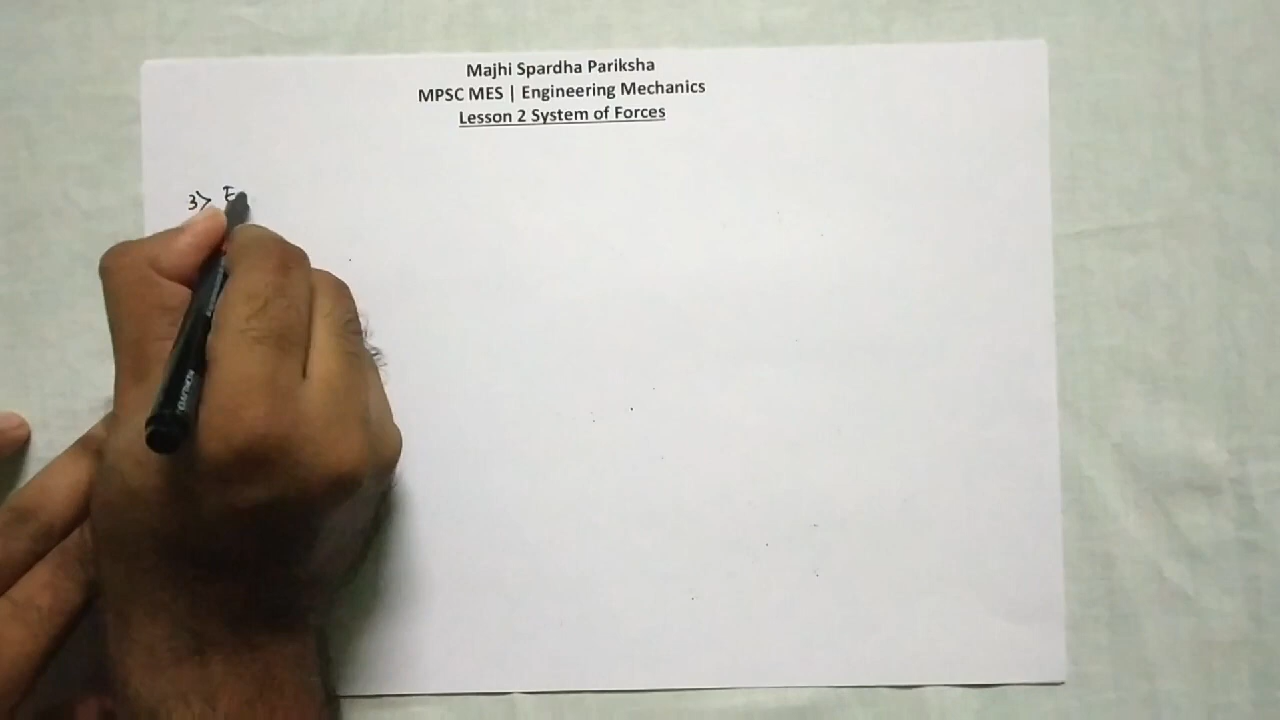 Majhi Spardha Pariksha
MPSC MES | Engineering Mechanics
Lesson 2 System of Forces
3> E